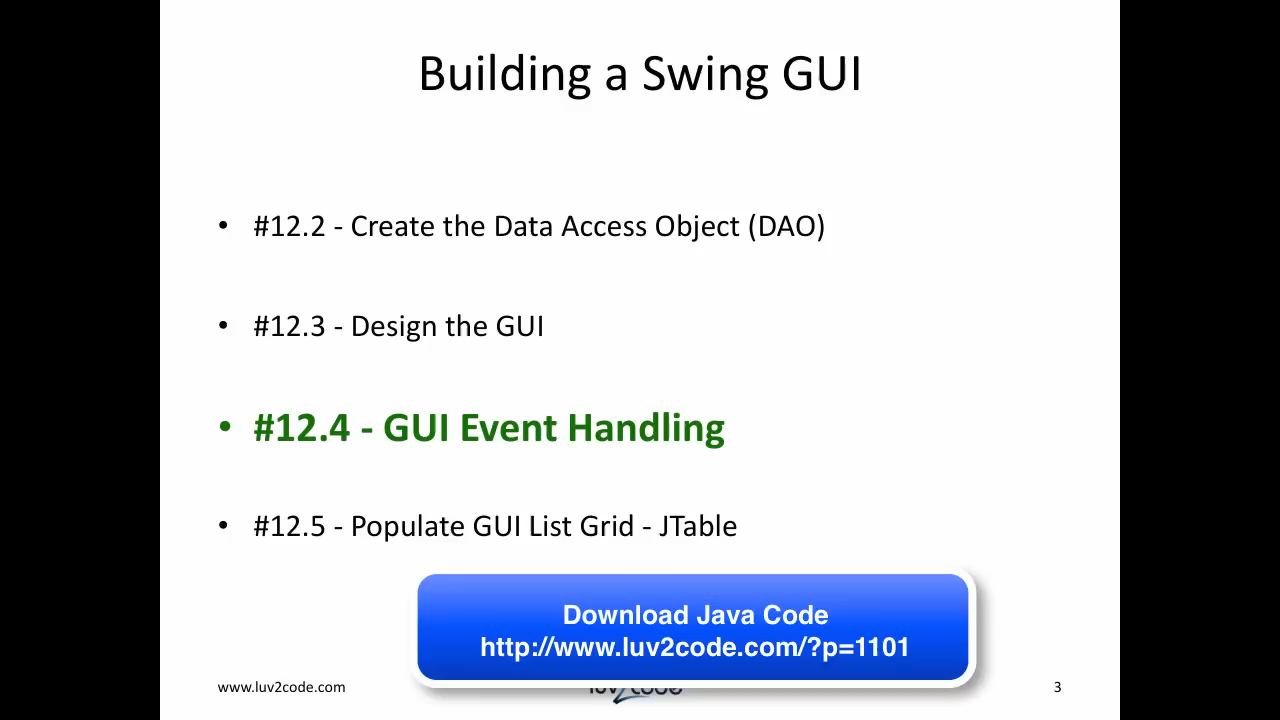 Building a Swing GUI
• #12.2 - Create the Data Access Object (DAO)
• #12.3 - Design the GUI
• #12.4 - GUI Event Handling
• #12.5 - Populate GUI List Grid - JTable
Download Java Code
http://www.luv2code.com/?p=1101
www.luv2code.com
3